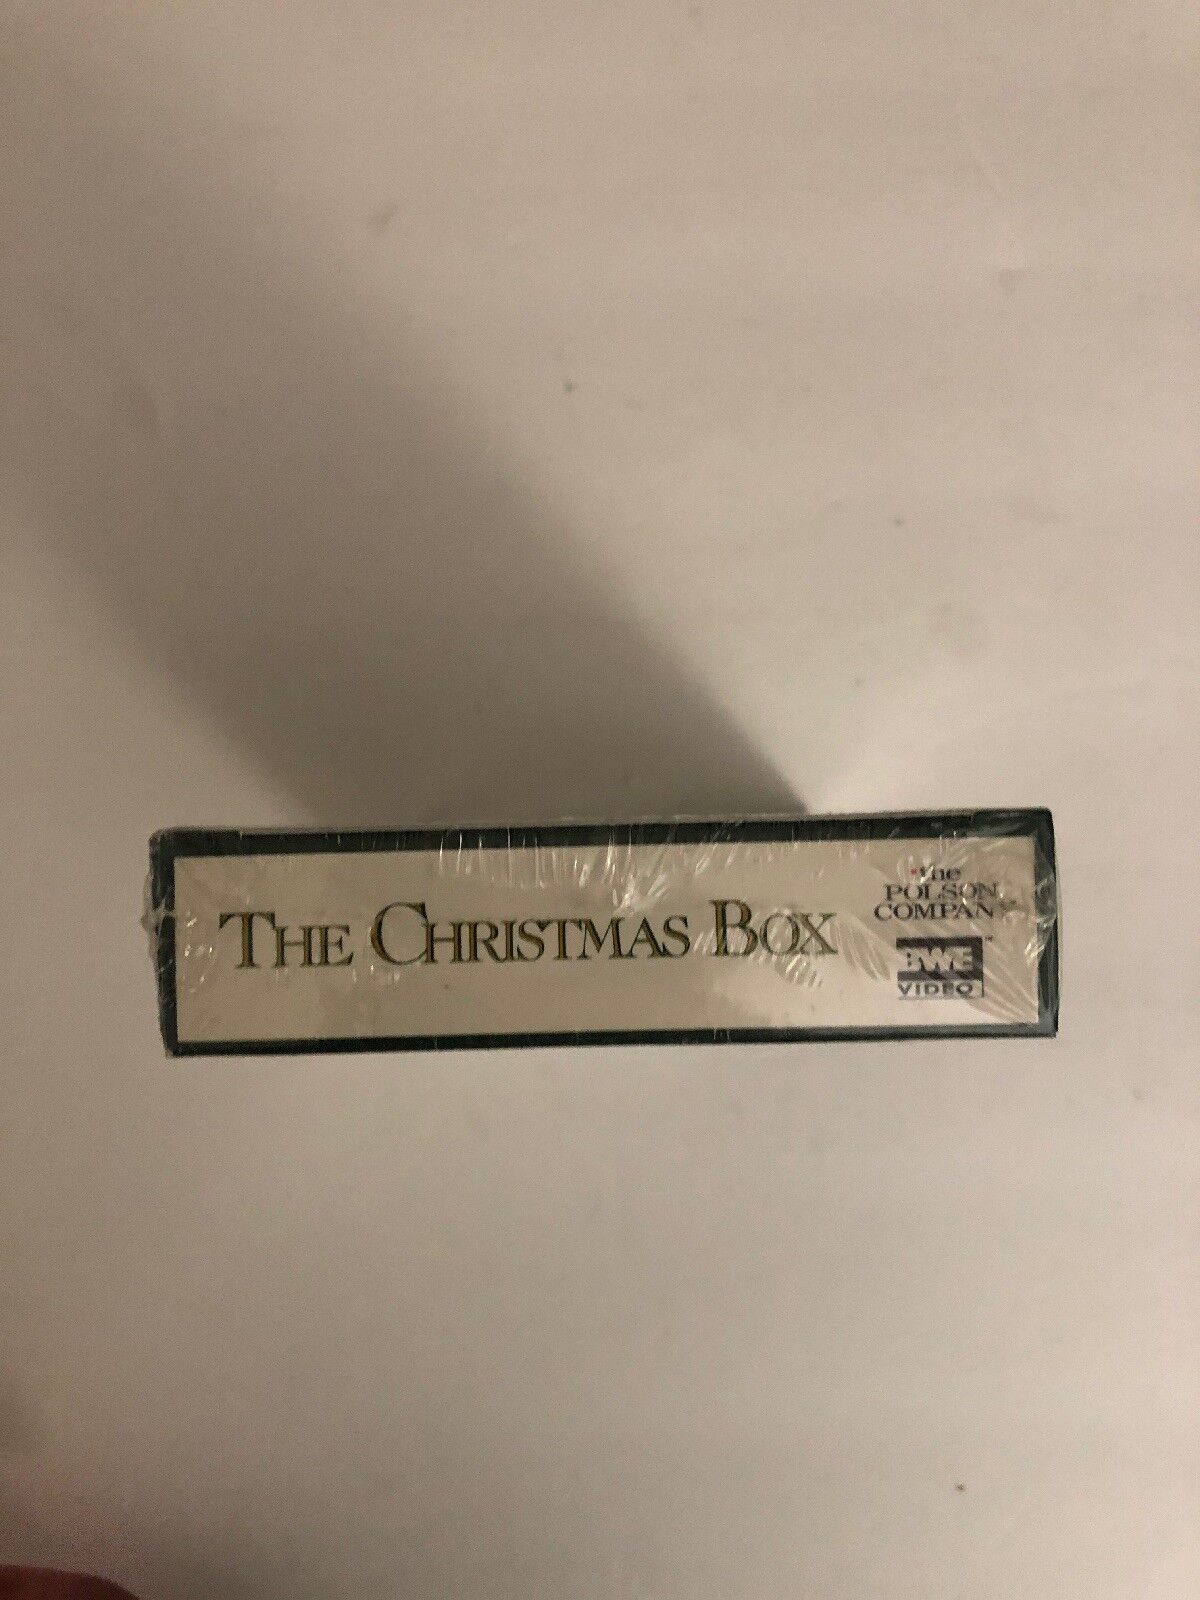 THE CHRISTMAS BOX
the
POLSON
COMPANY
BWE
VIDEO